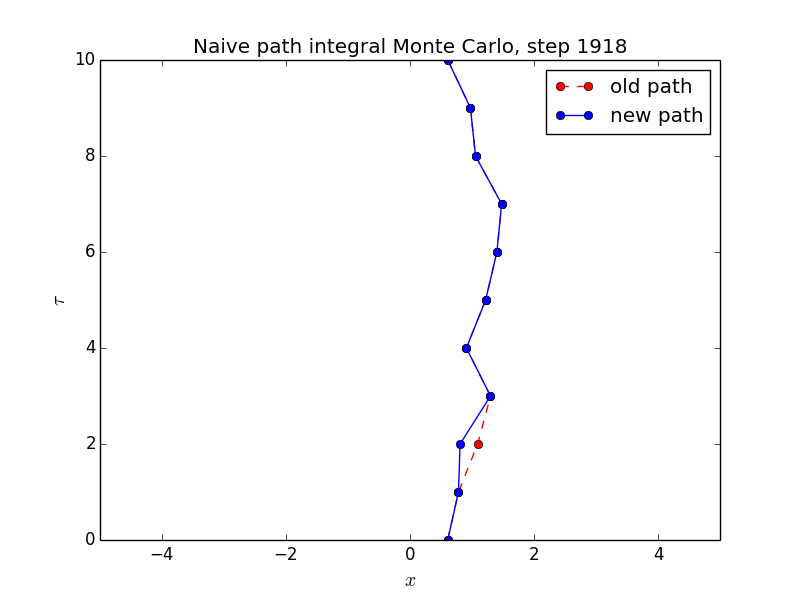 Naive path integral Monte Carlo, step 1918
old path
new path
10
8
6
4
2
0
τ
−4 −2 0 2 4
x